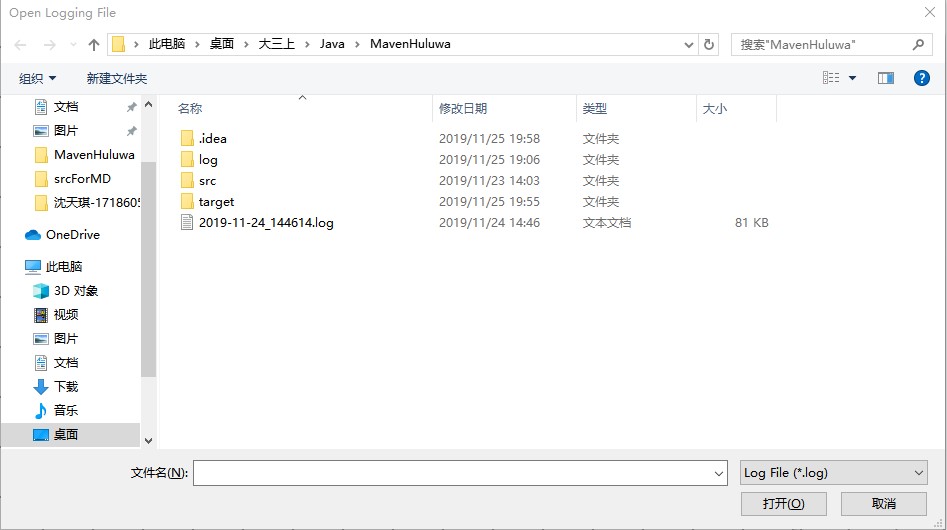 Open Logging File
此电脑 › 桌面 › 大三上 › Java › MavenHuluwa
搜索"MavenHuluwa"
组织 新建文件夹
名称 修改日期 类型 大小
文档
图片
MavenHuluwa
srcForMD
沈天琪-1718605
OneDrive
此电脑
3D 对象
视频
图片
文档
下载
音乐
桌面
.idea 2019/11/25 19:58 文件夹
log 2019/11/25 19:06 文件夹
src 2019/11/23 14:03 文件夹
target 2019/11/25 19:55 文件夹
2019-11-24_144614.log 2019/11/24 14:46 文本文档 81 KB
文件名(N): Log File (*.log)
打开(O) 取消